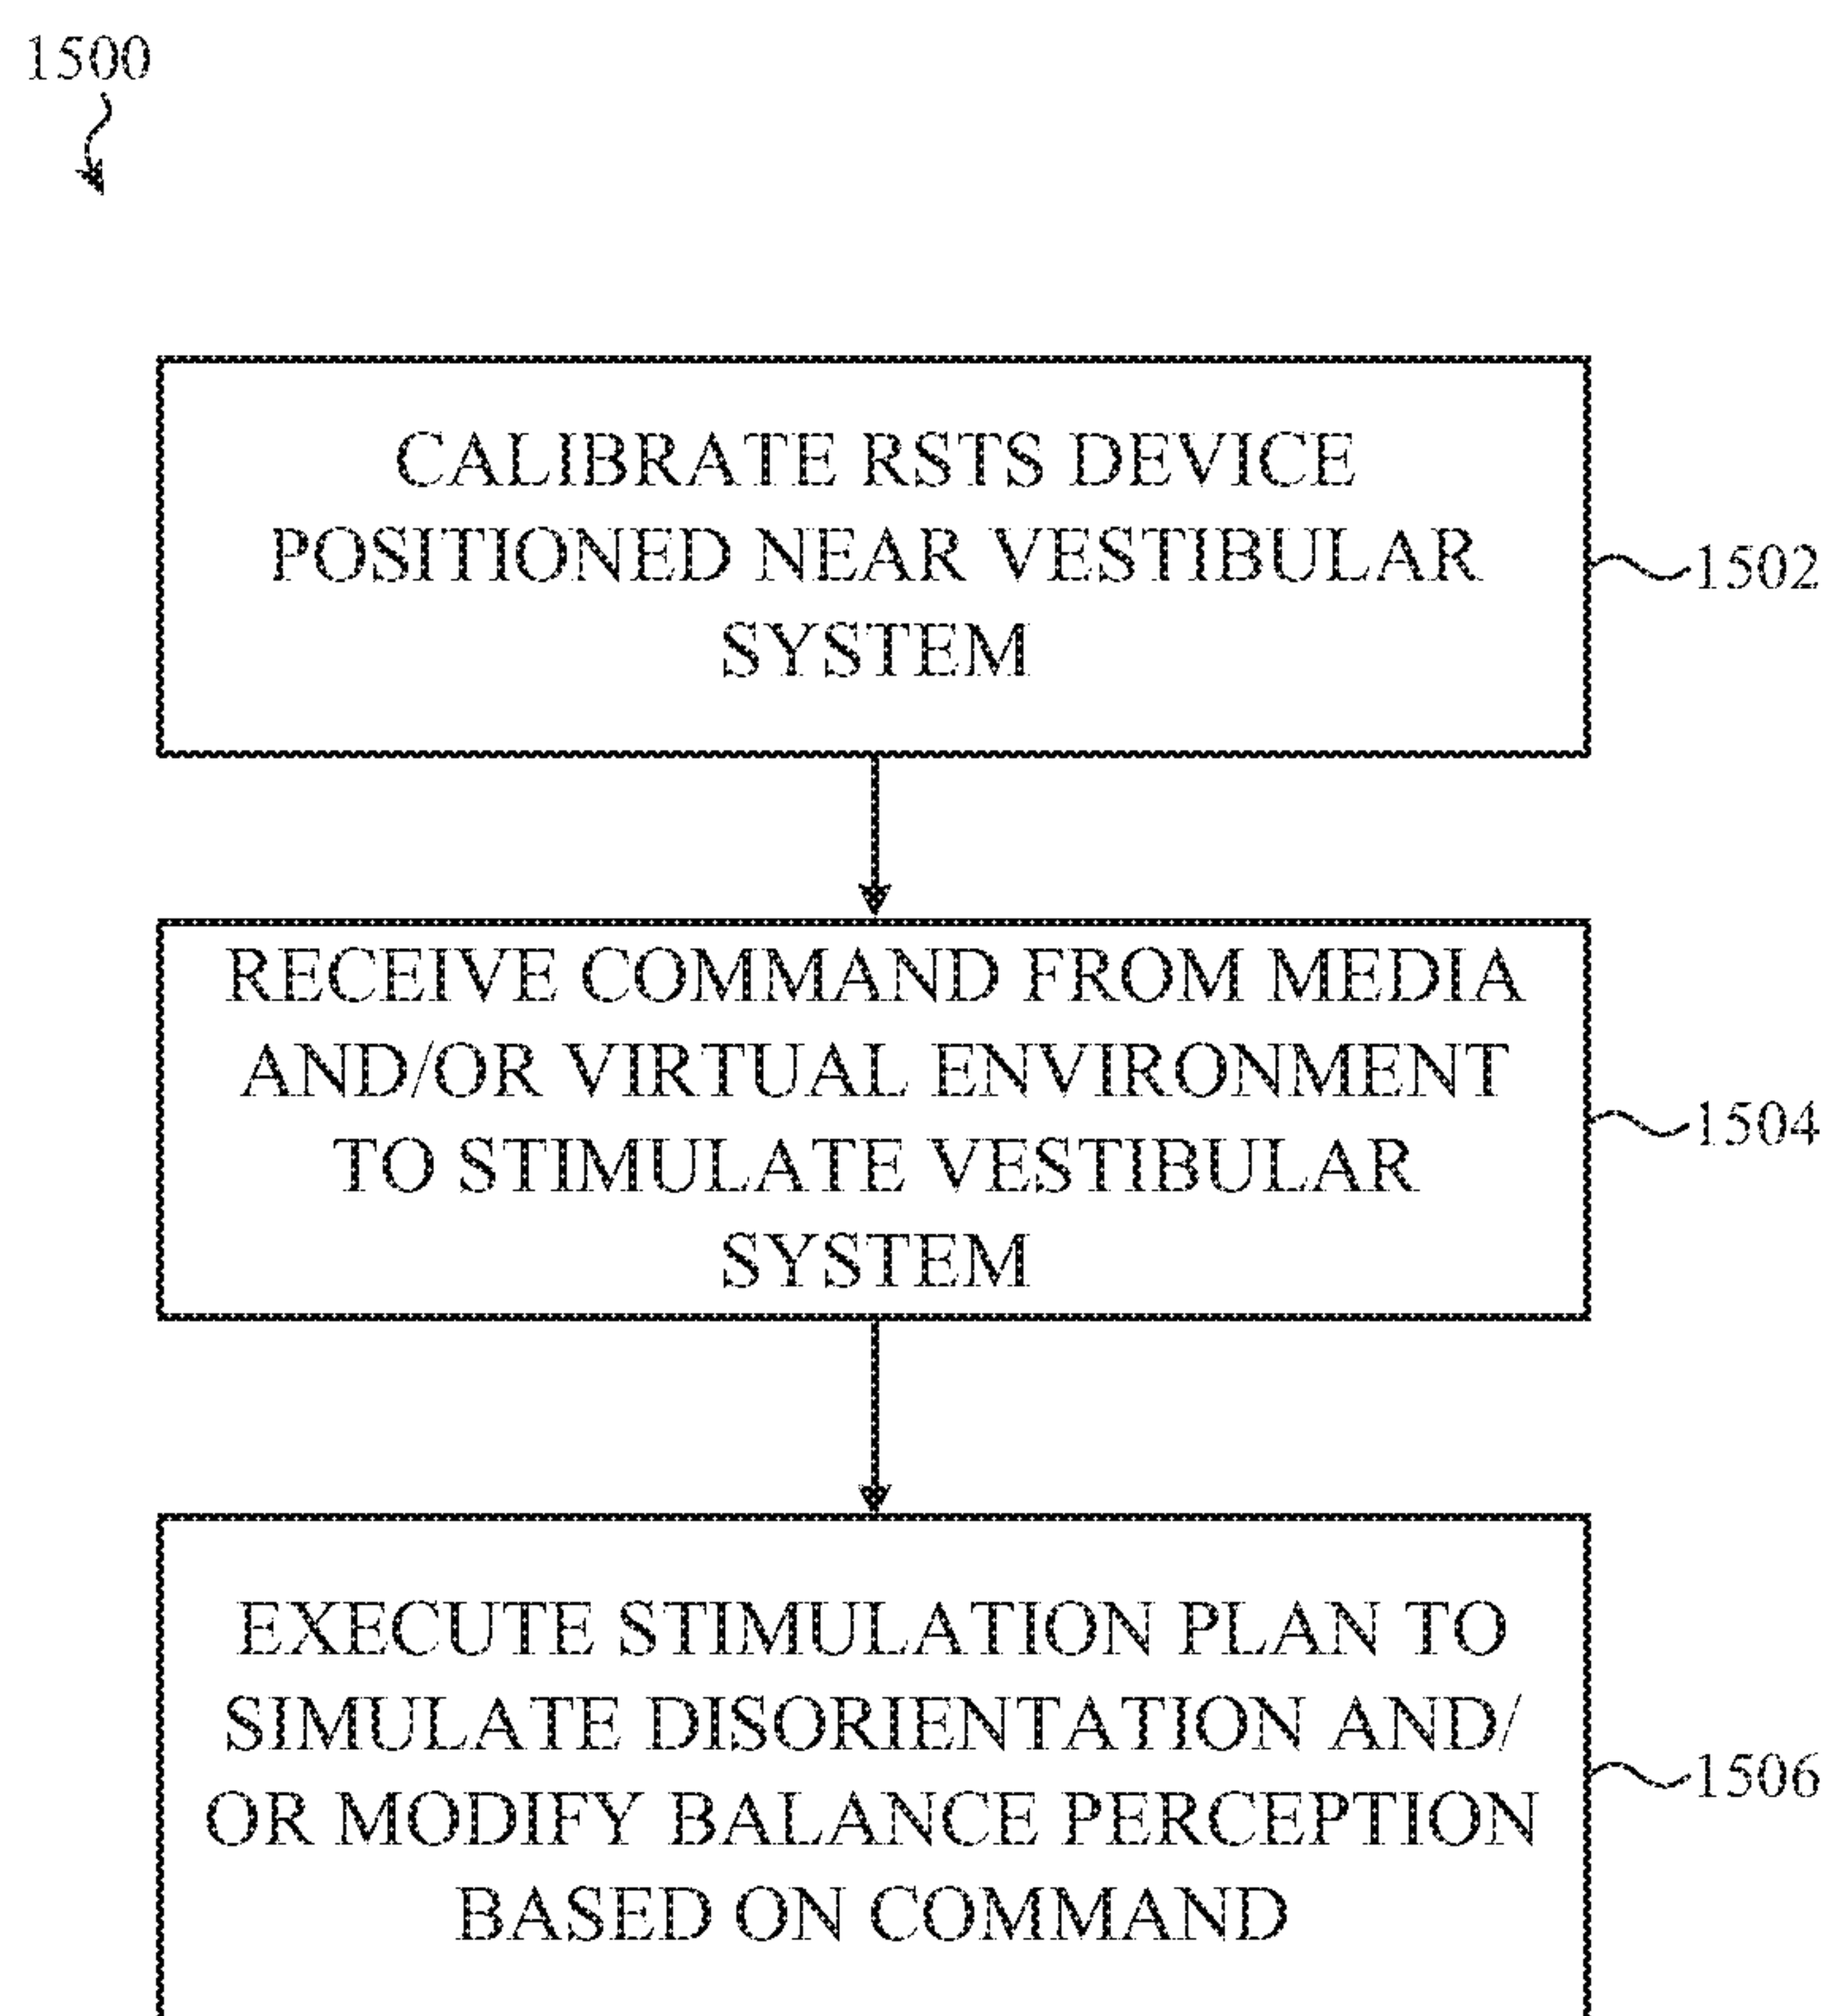 1500
CALIBRATE RSTS DEVICE
POSITIONED NEAR VESTIBULAR
SYSTEM
1502
RECEIVE COMMAND FROM MEDIA
AND/OR VIRTUAL ENVIRONMENT
TO STIMULATE VESTIBULAR
SYSTEM
1504
EXECUTE STIMULATION PLAN TO
SIMULATE DISORIENTATION AND/
OR MODIFY BALANCE PERCEPTION
BASED ON COMMAND
1506